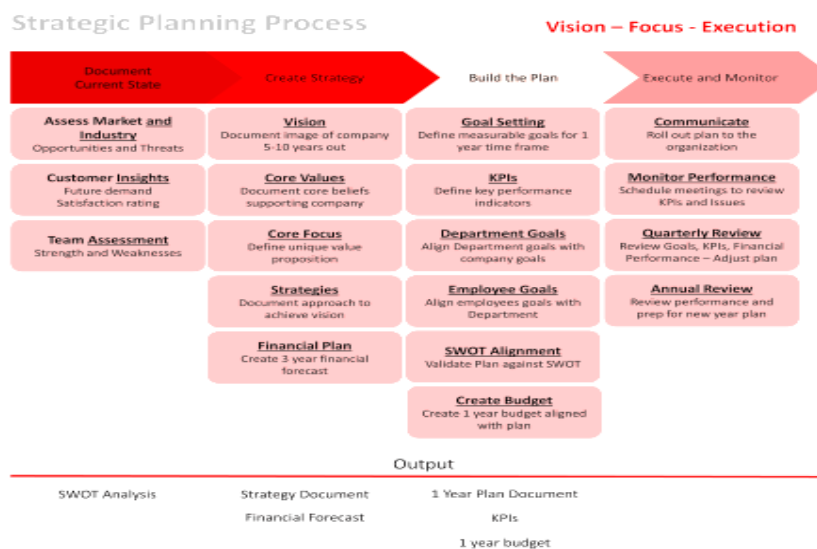 Strategic Planning Process
Vision – Focus - Execution
Document
Current State
Create Strategy
Build the Plan
Execute and Monitor
Assess Market and
Industry
Opportunities and Threats
Customer Insights
Future demand
Satisfaction rating
Team Assessment
Strength and Weaknesses
Vision
Document image of company
5-10 years out
Core Values
Document core beliefs
supporting company
Core Focus
Define unique value
proposition
Strategies
Document approach to
achieve vision
Financial Plan
Create 3 year financial
forecast
Goal Setting
Define measurable goals for 1
year time frame
KPIs
Define key performance
indicators
Department Goals
Align Department goals with
company goals
Employee Goals
Align employees goals with
Department
SWOT Alignment
Validate Plan against SWOT
Create Budget
Create 1 year budget aligned
with plan
Communicate
Roll out plan to the
organization
Monitor Performance
Schedule meetings to review
KPIs and Issues
Quarterly Review
Review Goals, KPIs, Financial
Performance – Adjust plan
Annual Review
Review performance and
prep for new year plan
Output
SWOT Analysis
Strategy Document
Financial Forecast
1 Year Plan Document
KPIs
1 year budget